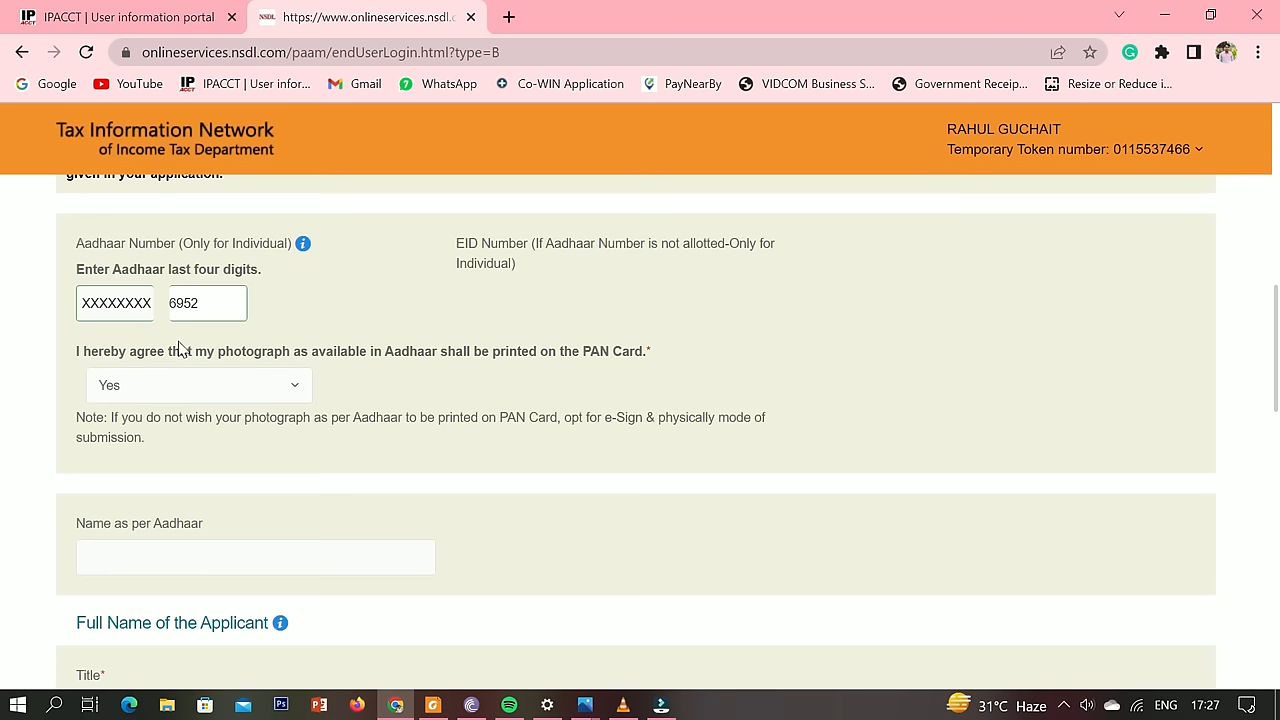 IPACCT | User information portal
NSDL https://www.onlineservices.nsdl.c
onlineservices.nsdl.com/paam/endUserLogin.html?type=B
Google YouTube IPACCT | User infor... Gmail WhatsApp Co-WIN Application PayNearBy VIDCOM Business S... Government Receip... Resize or Reduce i...
Tax Information Network
of Income Tax Department
RAHUL GUCHAIT
Temporary Token number: 0115537466
given in your application.
Aadhaar Number (Only for Individual)
EID Number (If Aadhaar Number is not allotted-Only for
Individual)
Enter Aadhaar last four digits.
XXXXXXXX 6952
I hereby agree that my photograph as available in Aadhaar shall be printed on the PAN Card.*
Yes
Note: If you do not wish your photograph as per Aadhaar to be printed on PAN Card, opt for e-Sign & physically mode of
submission.
Name as per Aadhaar
Full Name of the Applicant
Title*
31°C Haze ENG 17:27